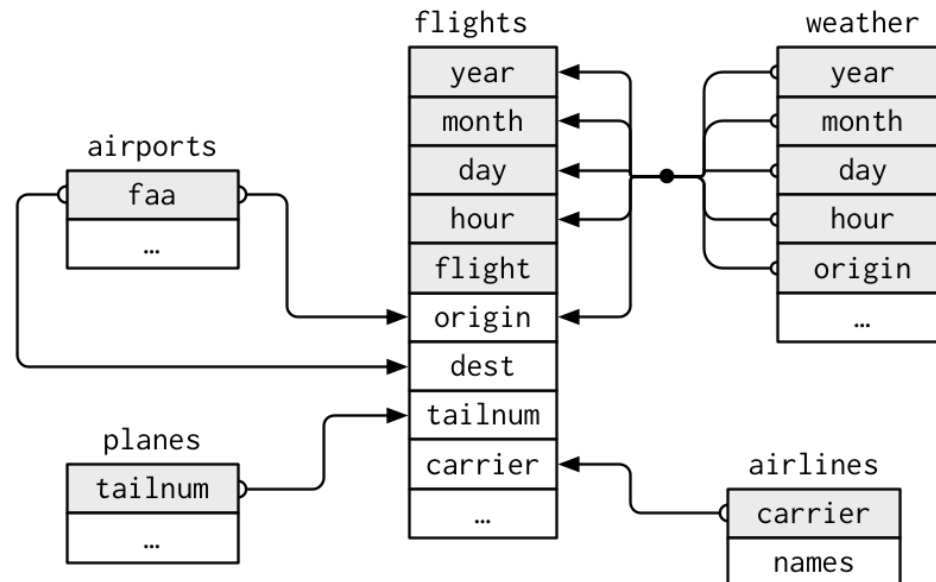 flights
year
month
day
hour
flight
origin
dest
tailnum
carrier
…
weather
year
month
day
hour
origin
…
airports
faa
…
planes
tailnum
…
airlines
carrier
names